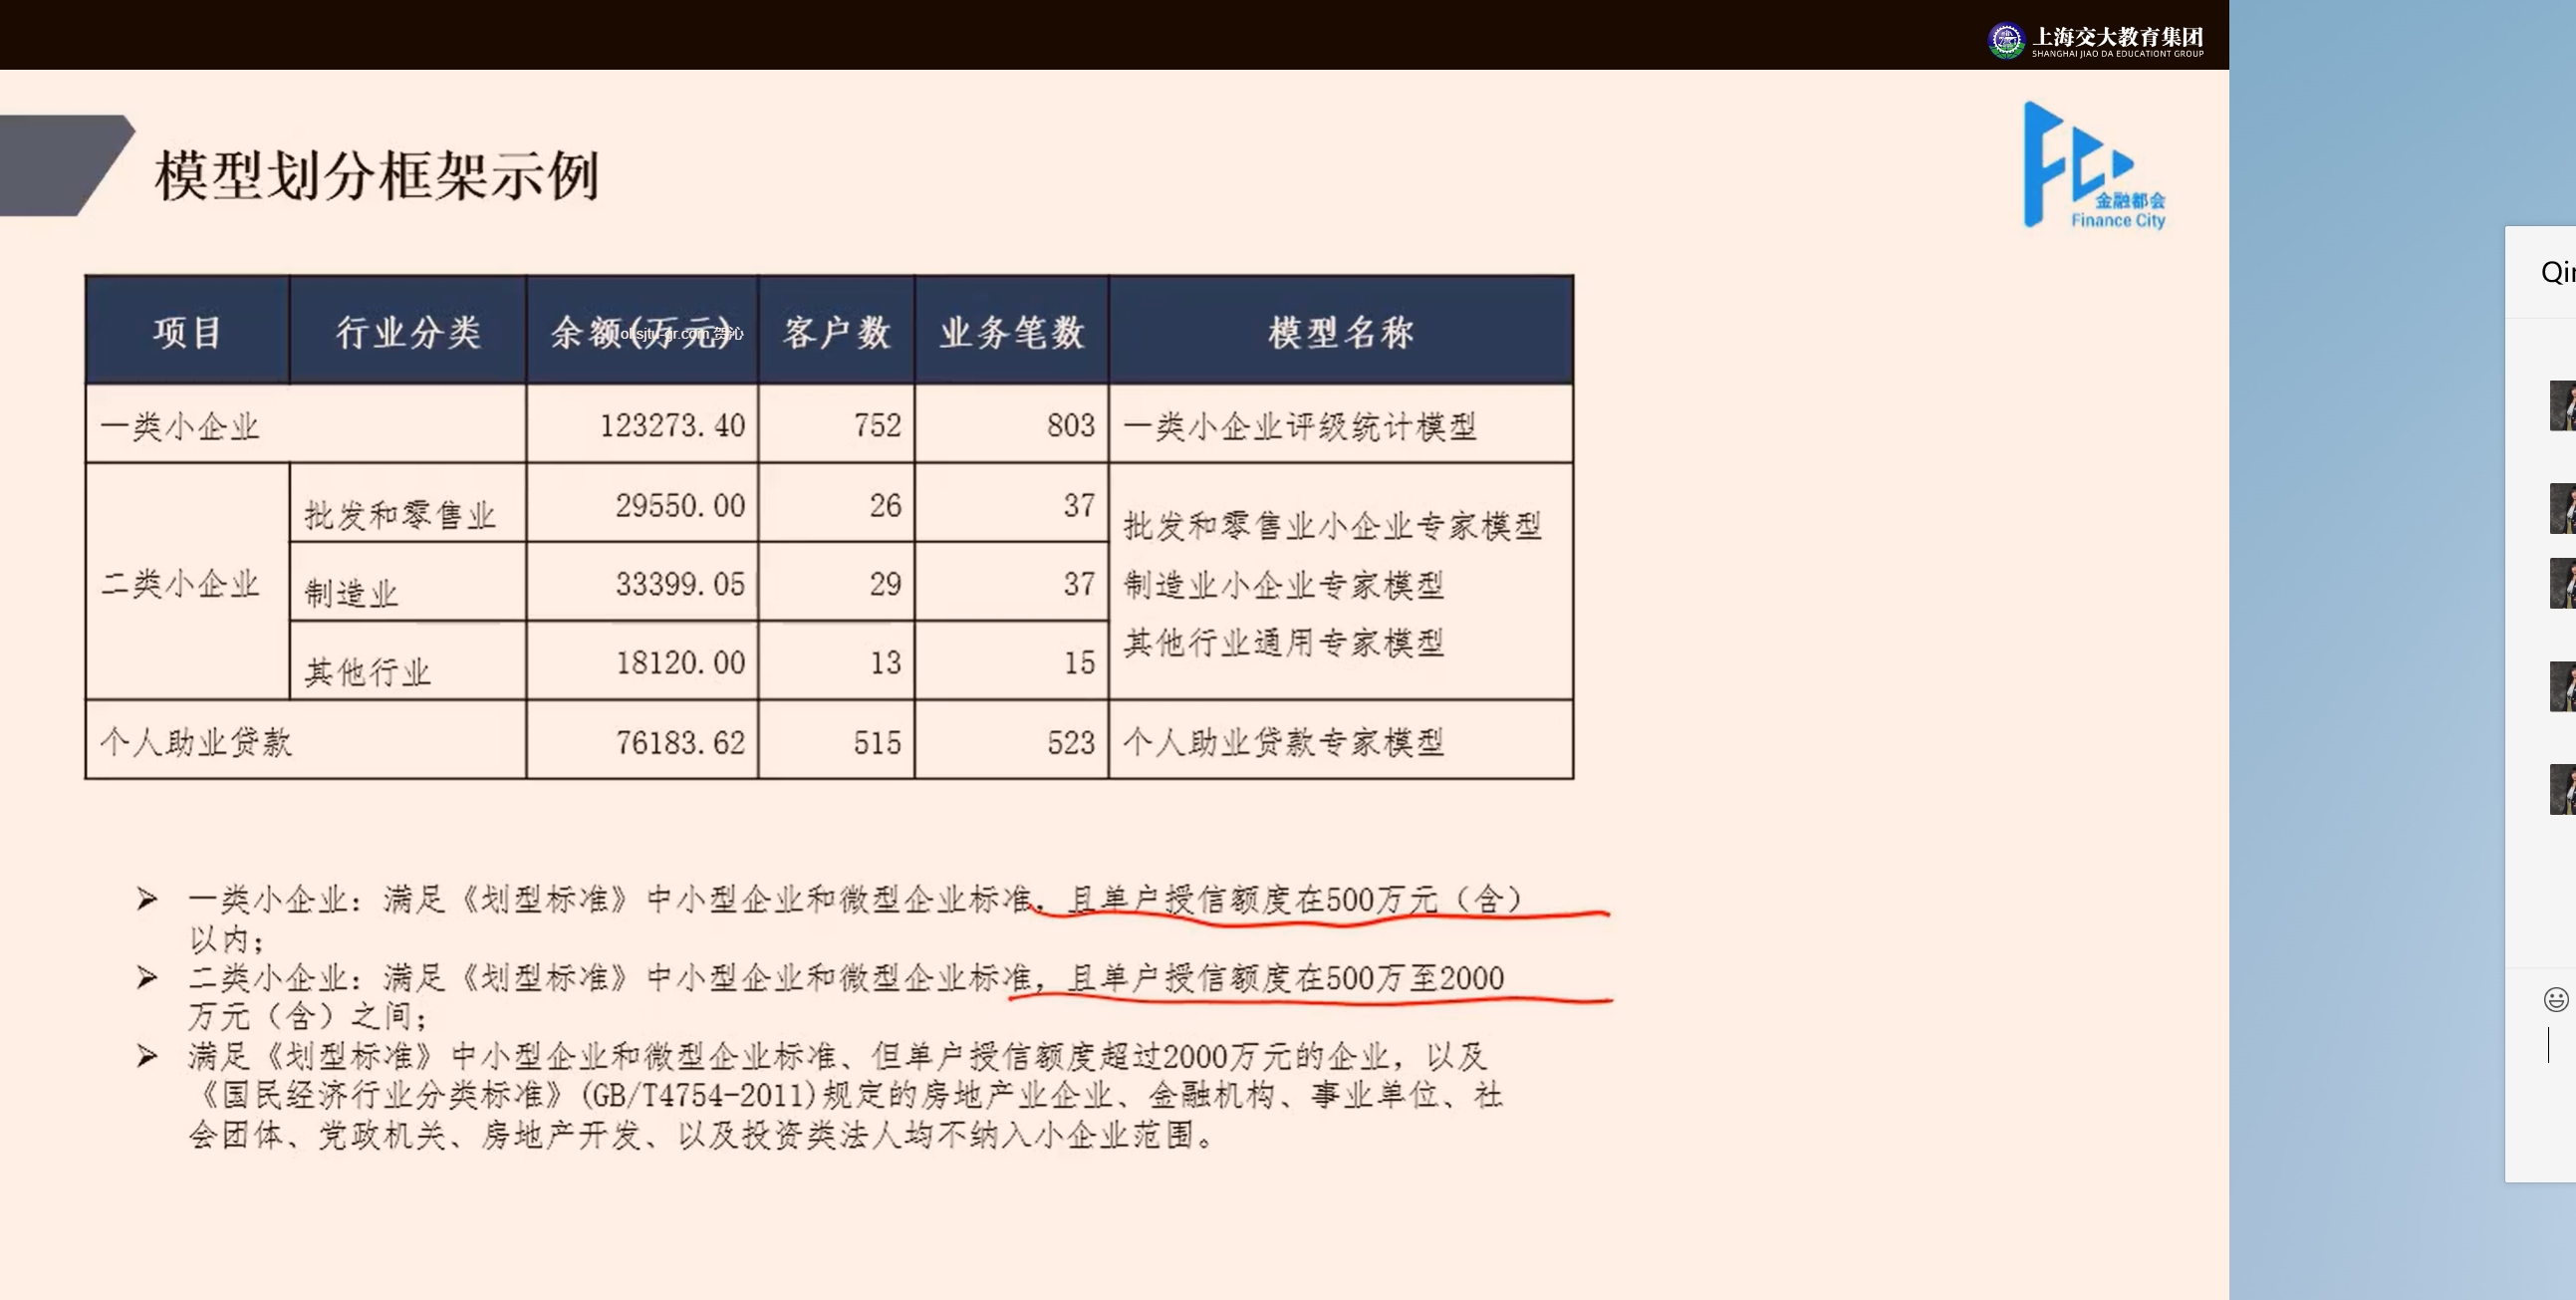 上海交大教育集团
SHANGHAI JIAO DA EDUCATIONT GROUP
模型划分框架示例
金融都会
Finance City
项目 行业分类 余额(万元) 客户数 业务笔数 模型名称
一类小企业 123273.40 752 803 一类小企业评级统计模型
二类小企业
批发和零售业 29550.00 26 37 批发和零售业小企业专家模型
制造业 33399.05 29 37 制造业小企业专家模型
其他行业 18120.00 13 15 其他行业通用专家模型
个人助业贷款 76183.62 515 523 个人助业贷款专家模型
➢ 一类小企业：满足《划型标准》中小型企业和微型企业标准，且单户授信额度在500万元（含）
以内；
➢ 二类小企业：满足《划型标准》中小型企业和微型企业标准，且单户授信额度在500万至2000
万元（含）之间；
➢ 满足《划型标准》中小型企业和微型企业标准、但单户授信额度超过2000万元的企业，以及
《国民经济行业分类标准》(GB/T4754-2011)规定的房地产业企业、金融机构、事业单位、社
会团体、党政机关、房地产开发、以及投资类法人均不纳入小企业范围。